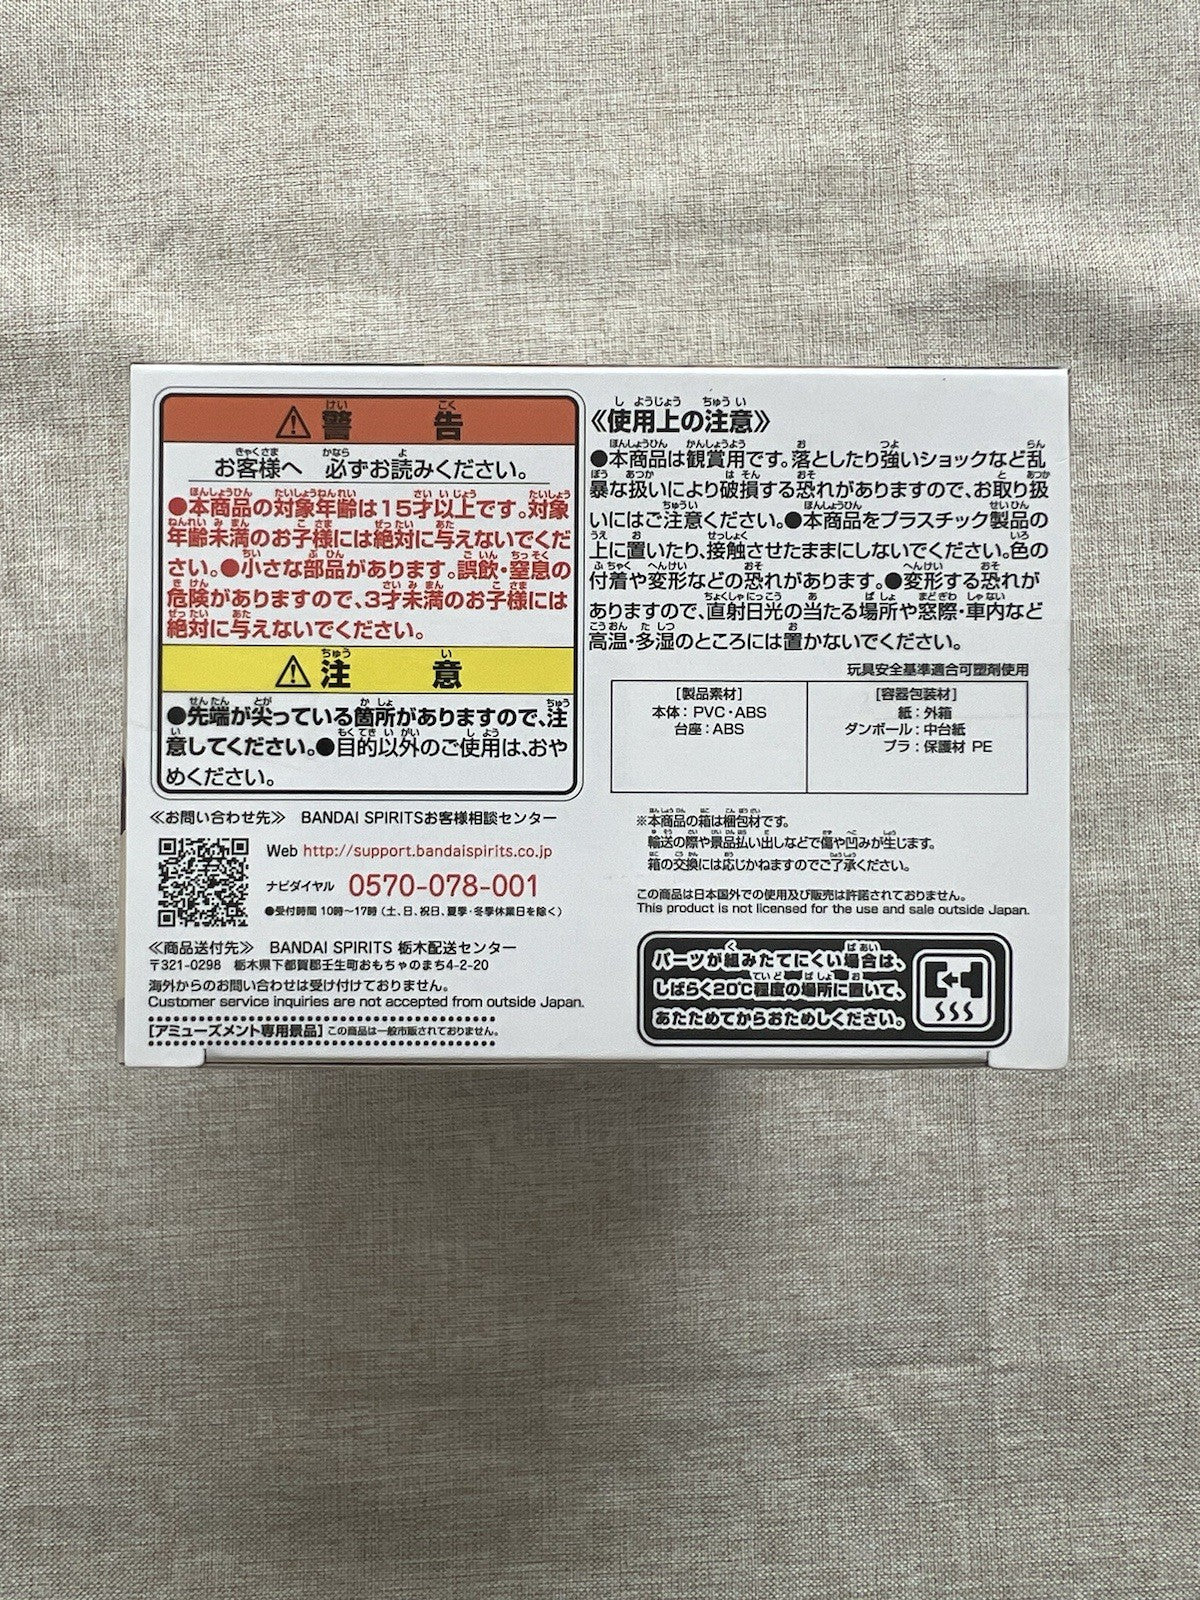 警告
お客様へ 必ずお読みください。
●本商品の対象年齢は15才以上です。対象
年齢未満のお子様には絶対に与えないでくだ
さい。●小さな部品があります。誤飲・窒息の
危険がありますので、3才未満のお子様には
絶対に与えないでください。
注意
●先端が尖っている箇所がありますので、注
意してください。●目的以外のご使用は、おや
めください。
≪お問い合わせ先≫ BANDAI SPIRITSお客様相談センター
Web http://support.bandaispirits.co.jp
ナビダイヤル 0570-078-001
●受付時間 10時〜17時(土、日、祝日、夏季・冬季休業日を除く)
≪商品送付先≫ BANDAI SPIRITS 栃木配送センター
〒321-0298 栃木県下都賀郡壬生町おもちゃのまち4-2-20
海外からのお問い合わせは受け付けておりません。
Customer service inquiries are not accepted from outside Japan.
【アミューズメント専用景品】この商品は一般市販されておりません。
≪使用上の注意≫
●本商品は観賞用です。落としたり強いショックなど乱
暴な扱いにより破損する恐れがありますので、お取り扱
いにはご注意ください。●本商品をプラスチック製品の
上に置いたり、接触させたままにしないでください。色の
付着や変形などの恐れがあります。●変形する恐れが
ありますので、直射日光の当たる場所や窓際・車内など
高温・多湿のところには置かないでください。
玩具安全基準適合可塑剤使用
[製品素材]
本体：PVC・ABS
台座：ABS
[容器包装材]
紙：外箱
ダンボール：中台紙
プラ：保護材 PE
※本商品の箱は梱包材です。
輸送の際や景品払い出しなどで傷や凹みが生じます。
箱の交換には応じかねますのでご了承ください。
この商品は日本国外での使用及び販売は許諾されておりません。
This product is not licensed for the use and sale outside Japan.
パーツが組みたてにくい場合は、
しばらく20℃程度の場所に置いて、
あたためてからおためしください。